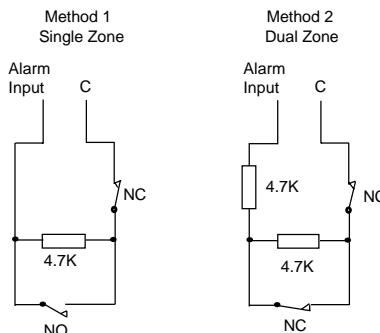 Method 1
Single Zone
Alarm
Input
C
NC
4.7K
NO
Method 2
Dual Zone
Alarm
Input
C
4.7K
NC
4.7K
NC